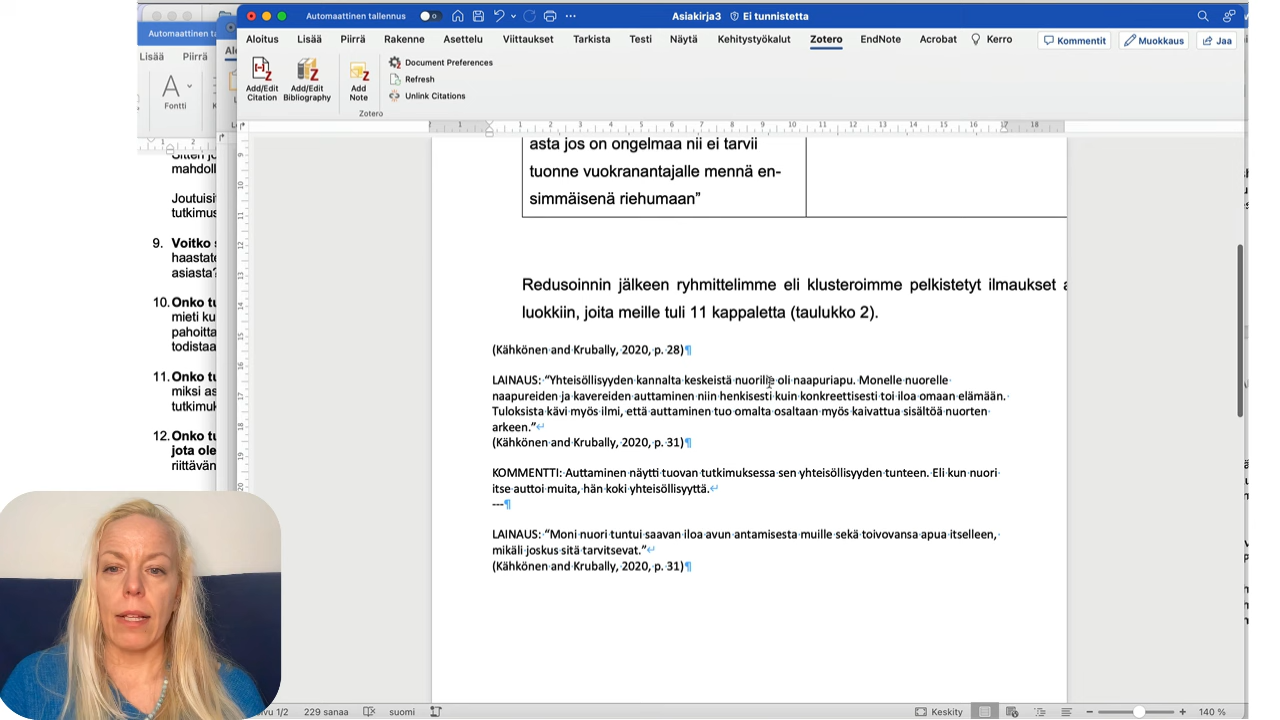 Automaattinen tallennus
Asiakirja3
Ei tunnistetta
Automaattinen ta
Aloitus
Lisää
Piirrä
Rakenne
Asettelu
Viittaukset
Tarkista
Testi
Näytä
Kehitystyökalut
Zotero
EndNote
Acrobat
Kerro
Kommentit
Muokkaus
Jaa
Lisää
Piirrä
Fontti
Add/Edit
Citation
Add/Edit
Bibliography
Add
Note
Document Preferences
Refresh
Unlink Citations
Zotero
mahdoll
Joutuisi
tutkimus
9. Voitko s
haastate
asiasta?
10. Onko tu
mieti ku
pahoitta
todistaa
11. Onko tu
miksi as
tutkimuk
12. Onko tu
jota ole
riittävän
asta jos on ongelmaa nii ei tarvii
tuonne vuokranantajalle mennä en-
simmäisenä riehumaan”
Redusoinnin jälkeen ryhmittelimme eli klusteroimme pelkistetyt ilmaukset a
luokkiin, joita meille tuli 11 kappaletta (taulukko 2).
(Kähkönen and Krubally, 2020, p. 28)¶
LAINAUS: “Yhteisöllisyyden kannalta keskeistä nuorille oli naapuriapu. Monelle nuorelle
naapureiden ja kavereiden auttaminen niin henkisesti kuin konkreettisesti toi iloa omaan elämään.
Tuloksista kävi myös ilmi, että auttaminen tuo omalta osaltaan myös kaivattua sisältöä nuorten
arkeen.”↵
(Kähkönen and Krubally, 2020, p. 31)¶
KOMMENTTI: Auttaminen näytti tuovan tutkimuksessa sen yhteisöllisyyden tunteen. Eli kun nuori
itse auttoi muita, hän koki yhteisöllisyyttä.↵
---¶
LAINAUS: “Moni nuori tuntui saavan iloa avun antamisesta muille sekä toivovansa apua itselleen,
mikäli joskus sitä tarvitsevat.”↵
(Kähkönen and Krubally, 2020, p. 31)¶
vu 1/2
229 sanaa
suomi
Keskity
140 %